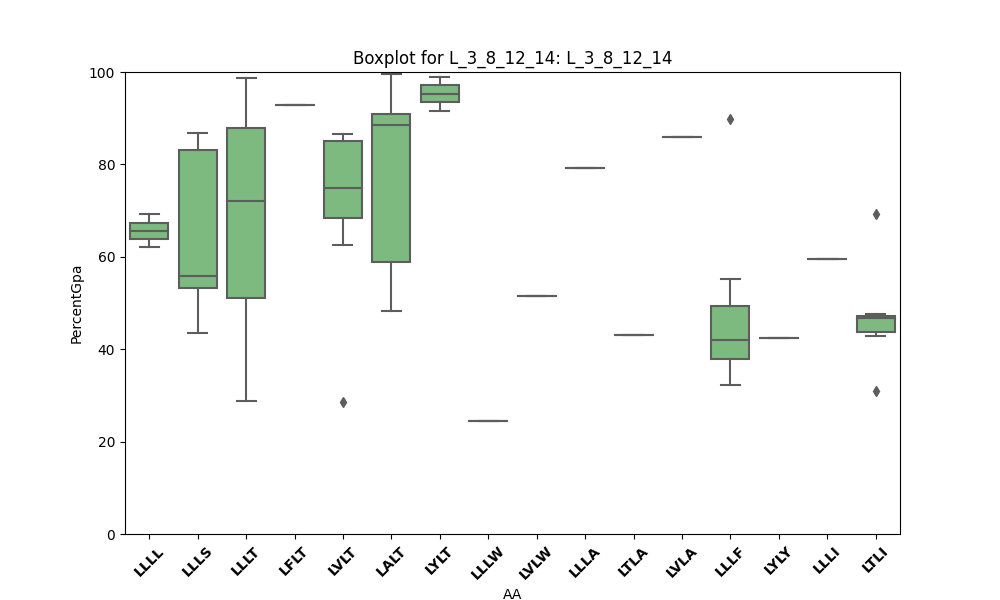 Boxplot for L_3_8_12_14: L_3_8_12_14
100
80
60
40
20
0
PercentGpa
LLLL LLLS LLLT LFLT LVLT LALT LYLT LLLW LVLW LLLA LTLA LVLA LLLF LYLY LLLI LTLI
AA